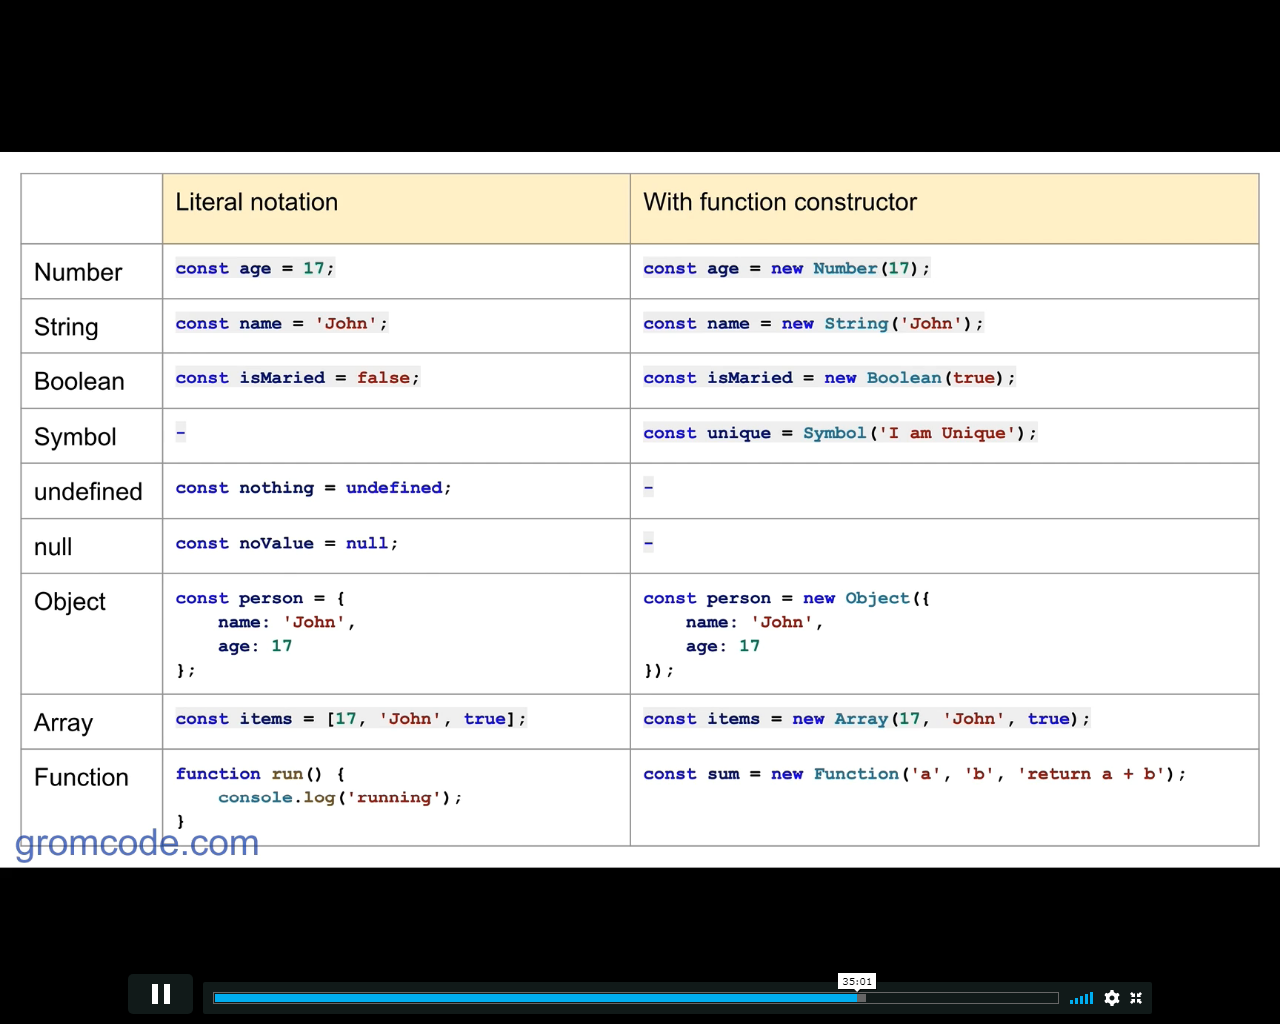 Literal notation
With function constructor
Number
const age = 17;
const age = new Number(17);
String
const name = 'John';
const name = new String('John');
Boolean
const isMaried = false;
const isMaried = new Boolean(true);
Symbol
-
const unique = Symbol('I am Unique');
undefined
const nothing = undefined;
-
null
const noValue = null;
-
Object
const person = {
name: 'John',
age: 17
};
const person = new Object({
name: 'John',
age: 17
});
Array
const items = [17, 'John', true];
const items = new Array(17, 'John', true);
Function
function run() {
console.log('running');
}
const sum = new Function('a', 'b', 'return a + b');
gromcode.com
35:01